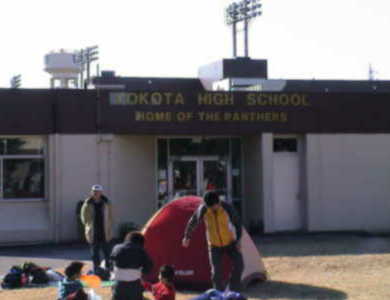 YOKOTA HIGH SCHOOL
HOME OF THE PANTHERS